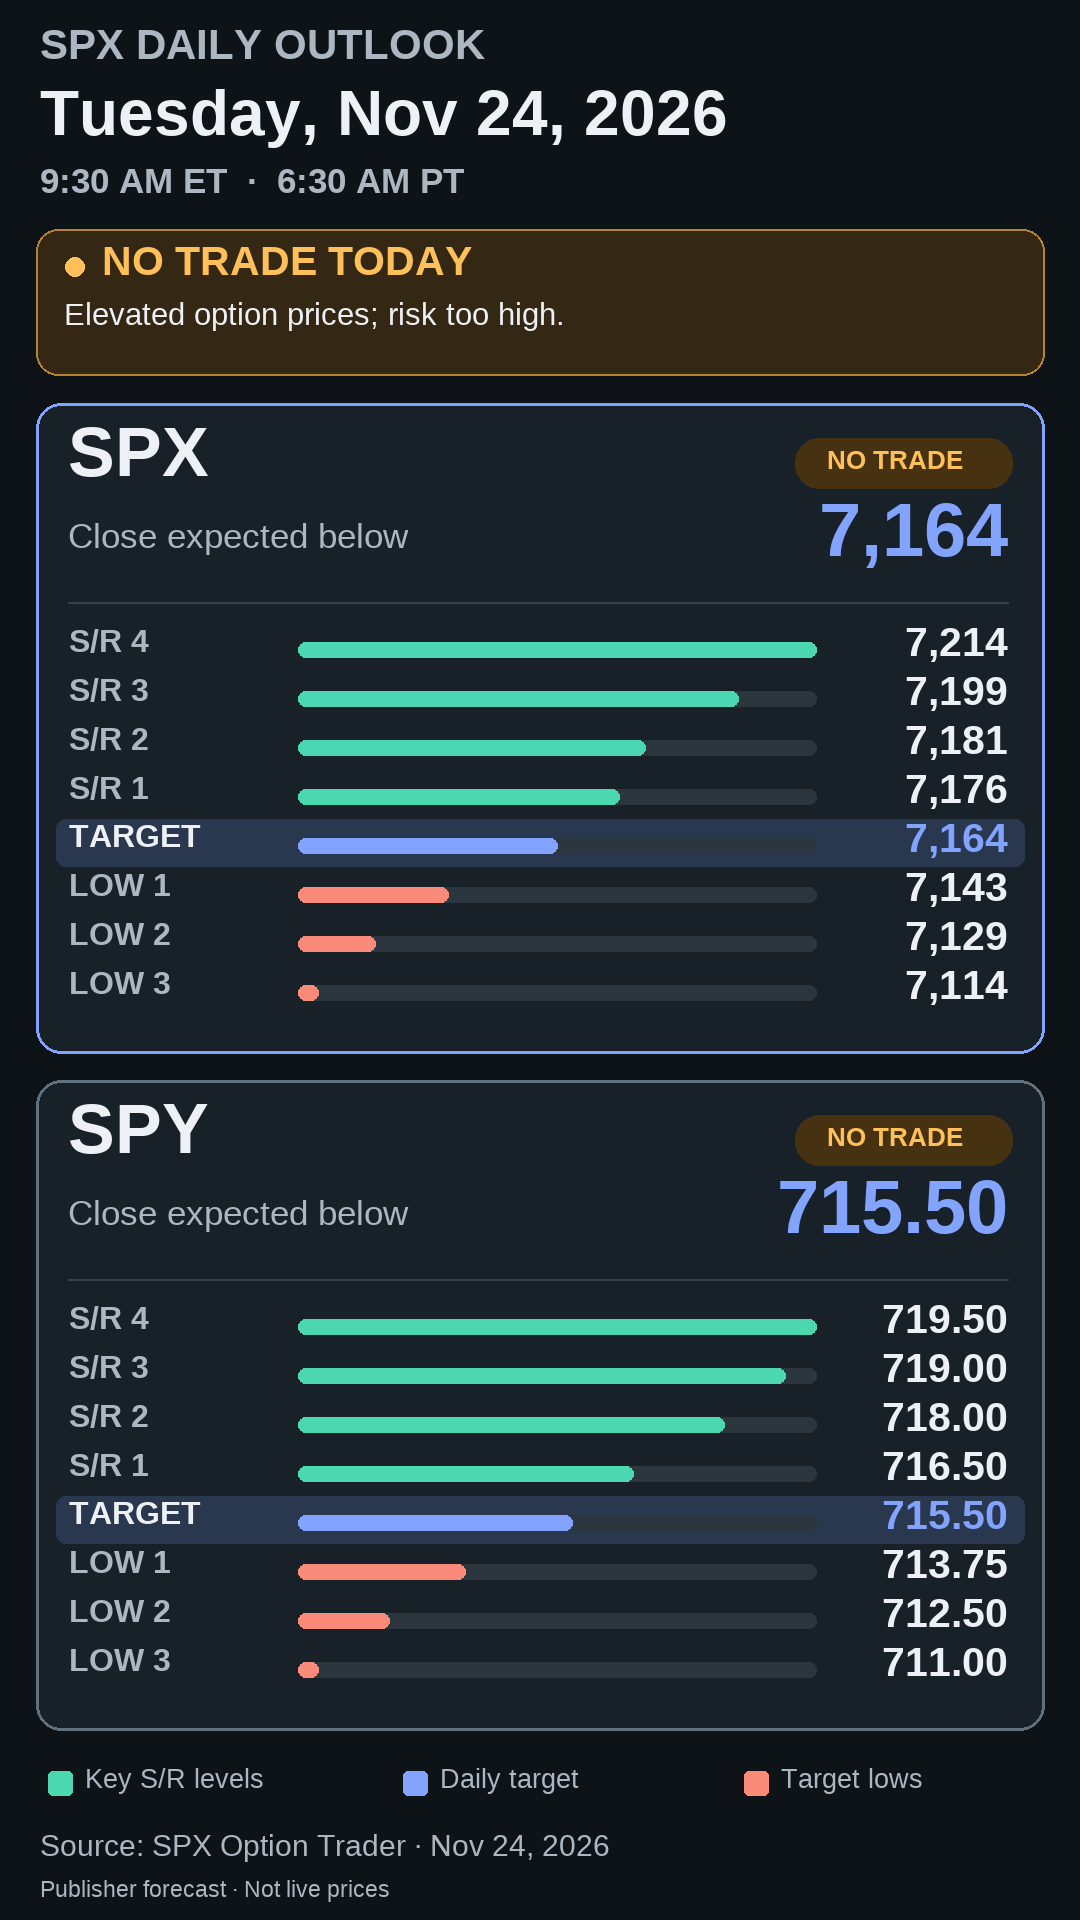 SPX DAILY OUTLOOK
Tuesday, Nov 24, 2026
9:30 AM ET · 6:30 AM PT
NO TRADE TODAY
Elevated option prices; risk too high.
SPX
NO TRADE
Close expected below 7,164
S/R 4 7,214
S/R 3 7,199
S/R 2 7,181
S/R 1 7,176
TARGET 7,164
LOW 1 7,143
LOW 2 7,129
LOW 3 7,114
SPY
NO TRADE
Close expected below 715.50
S/R 4 719.50
S/R 3 719.00
S/R 2 718.00
S/R 1 716.50
TARGET 715.50
LOW 1 713.75
LOW 2 712.50
LOW 3 711.00
Key S/R levels Daily target Target lows
Source: SPX Option Trader · Nov 24, 2026
Publisher forecast · Not live prices